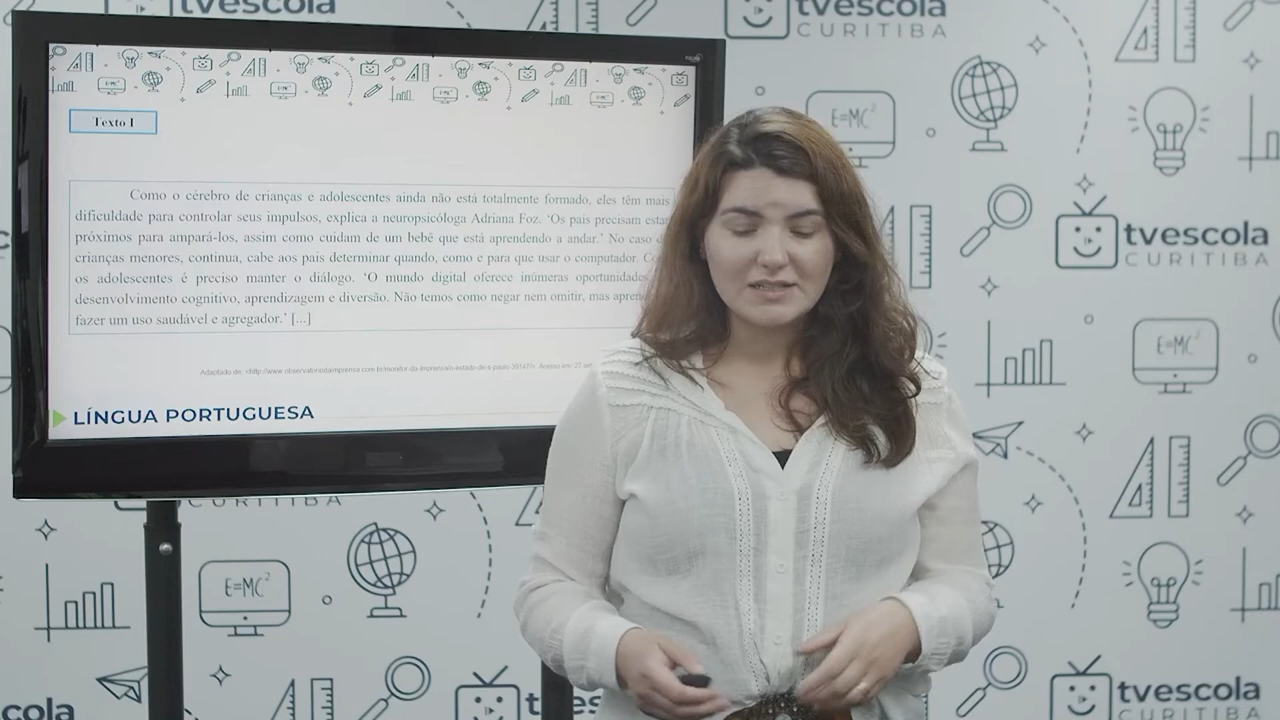 tvescola
tvescola
CURITIBA
Texto I
E=MC²
Como o cérebro de crianças e adolescentes ainda não está totalmente formado, eles têm mais
dificuldade para controlar seus impulsos, explica a neuropsicóloga Adriana Foz. 'Os pais precisam estar
próximos para ampará-los, assim como cuidam de um bebê que está aprendendo a andar.' No caso
crianças menores, continua, cabe aos pais determinar quando, como e para que usar o computador.
os adolescentes é preciso manter o diálogo. 'O mundo digital oferece inúmeras oportunidades
desenvolvimento cognitivo, aprendizagem e diversão. Não temos como negar nem omitir, mas
fazer um uso saudável e agregador.' [...]
tvescola
CURITIBA
E=MC²
LÍNGUA PORTUGUESA
CURITIBA
E=MC²
tvescola
CURITIBA